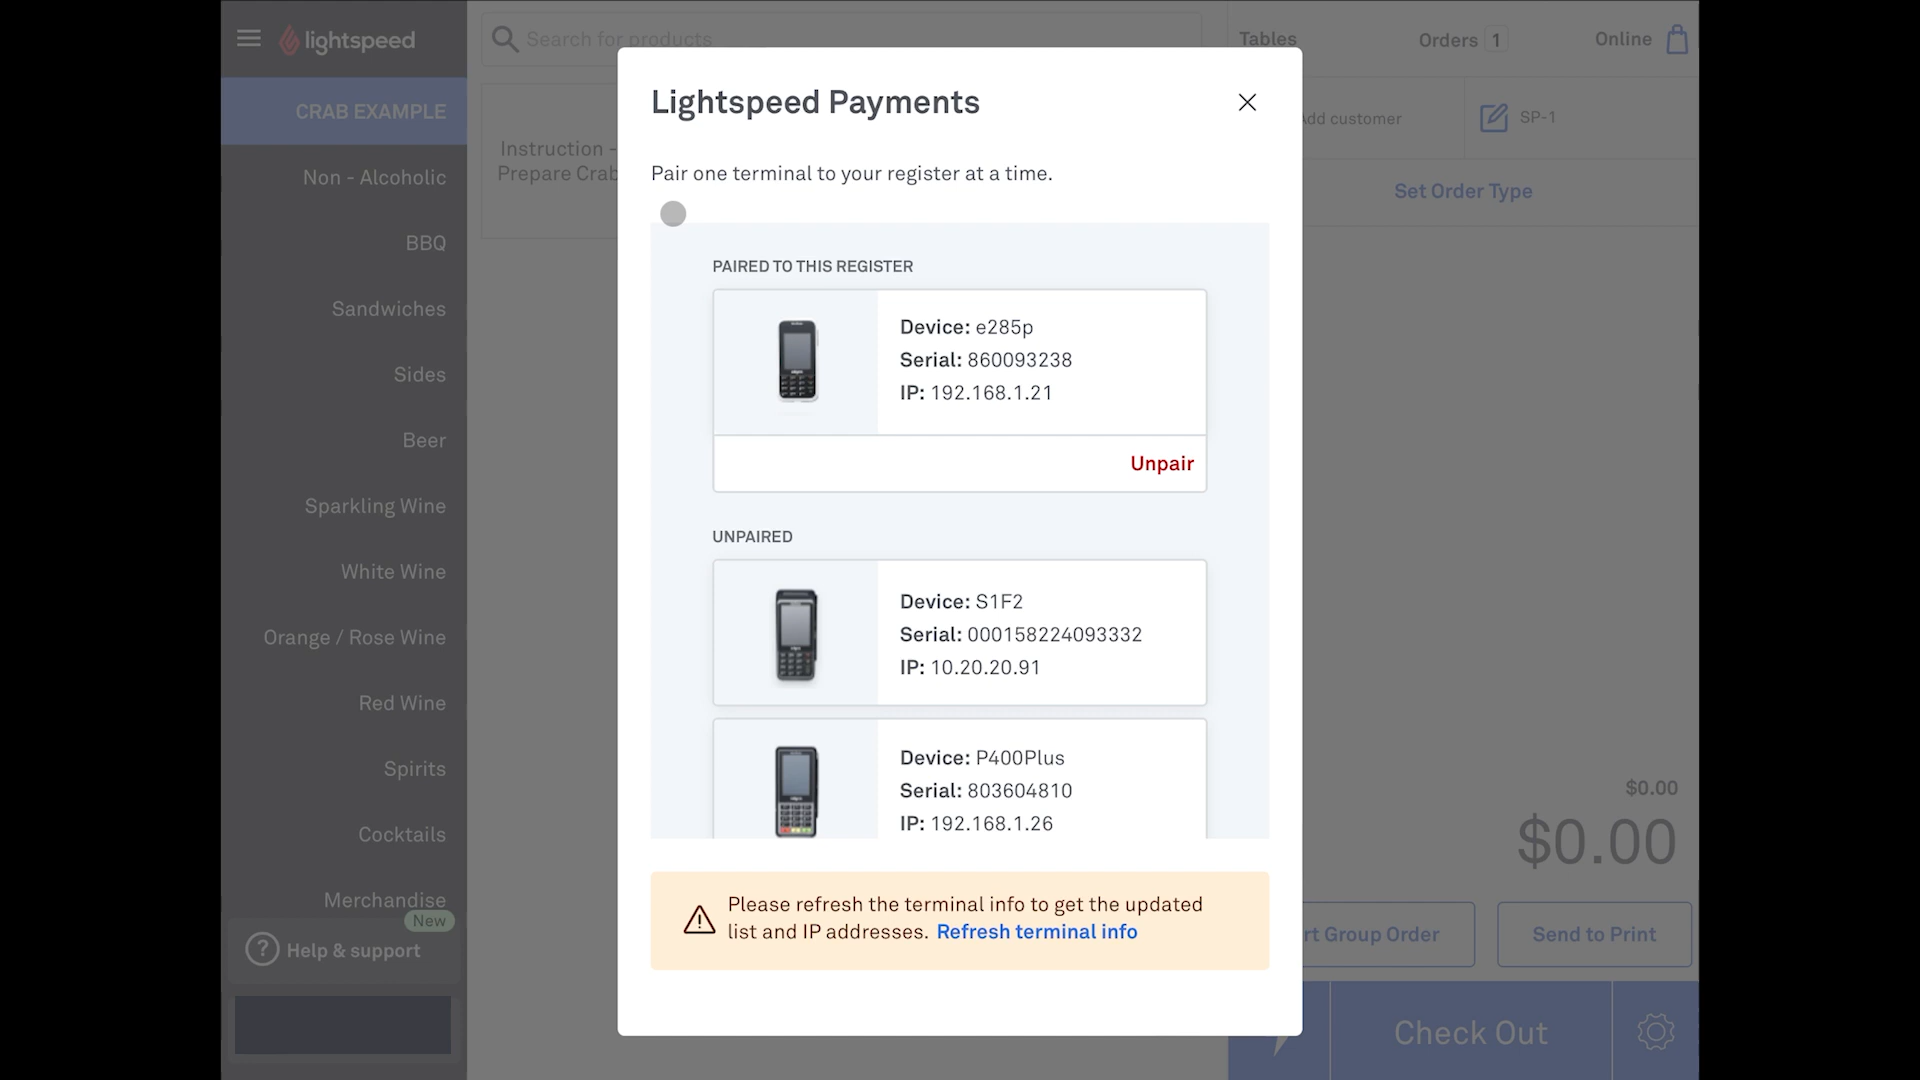 lightspeed
Search for products
Tables
Orders 1
Online
CRAB EXAMPLE
Non - Alcoholic
BBQ
Sandwiches
Sides
Beer
Sparkling Wine
White Wine
Orange / Rose Wine
Red Wine
Spirits
Cocktails
Merchandise
New
Help & support
Instruction -
Prepare Crab
Lightspeed Payments
Pair one terminal to your register at a time.
PAIRED TO THIS REGISTER
Device: e285p
Serial: 860093238
IP: 192.168.1.21
Unpair
UNPAIRED
Device: S1F2
Serial: 000158224093332
IP: 10.20.20.91
Device: P400Plus
Serial: 803604810
IP: 192.168.1.26
Please refresh the terminal info to get the updated
list and IP addresses. Refresh terminal info
Add customer
SP-1
Set Order Type
$0.00
$0.00
Group Order
Send to Print
Check Out